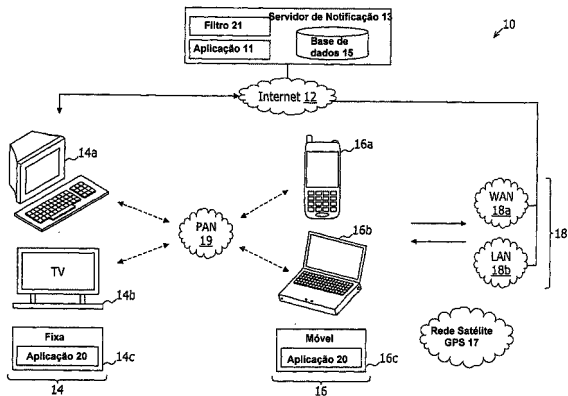 Servidor de Notificação 13
Filtro 21
Aplicação 11
Base de
dados 15
10
Internet 12
14a
16a
PAN
19
16b
WAN
18a
18
LAN
18b
TV
14b
Fixa
Aplicação 20
14c
14
Móvel
Aplicação 20
16c
16
Rede Satélite
GPS 17